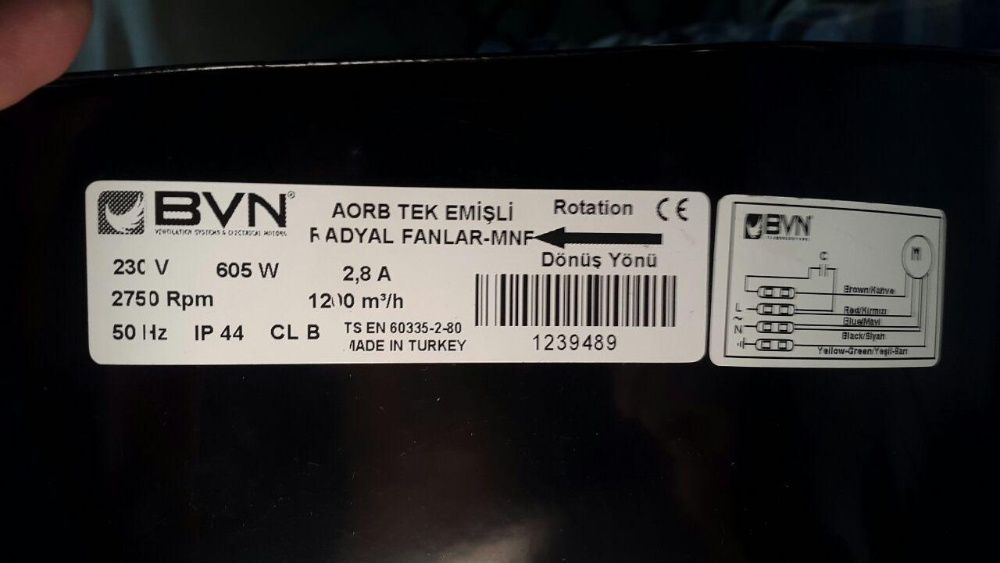 BVN®
VENTILATION SYSTEMS & ELECTRICAL MOTORS
AORB TEK EMİŞLİ
RADYAL FANLAR-MNF
Rotation CE
Dönüş Yönü
230 V 605 W 2,8 A
2750 Rpm 1200 m³/h
50 Hz IP 44 CL B
TS EN 60335-2-80
MADE IN TURKEY
1239489
BVN
C
M
Brown/Kahve
L
Red/Kırmızı
~
Blue/Mavi
N
Black/Siyah
Yellow-Green/Yeşil-Sarı